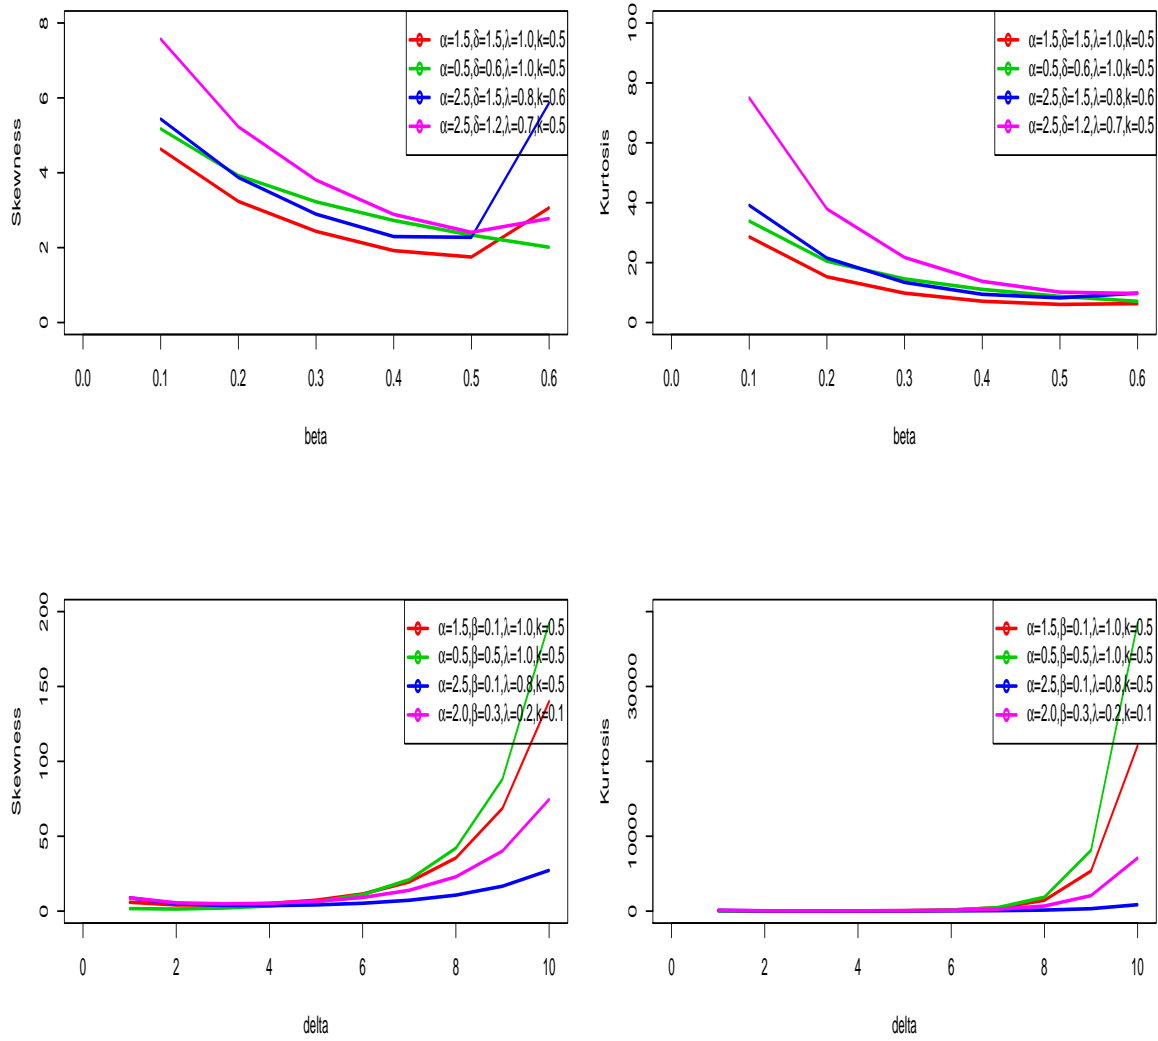 Skewness
8
6
4
2
0
0.0 0.1 0.2 0.3 0.4 0.5 0.6
beta
α=1.5,δ=1.5,λ=1.0,k=0.5
α=0.5,δ=0.6,λ=1.0,k=0.5
α=2.5,δ=1.5,λ=0.8,k=0.6
α=2.5,δ=1.2,λ=0.7,k=0.5
Kurtosis
100
80
60
40
20
0
0.0 0.1 0.2 0.3 0.4 0.5 0.6
beta
α=1.5,δ=1.5,λ=1.0,k=0.5
α=0.5,δ=0.6,λ=1.0,k=0.5
α=2.5,δ=1.5,λ=0.8,k=0.6
α=2.5,δ=1.2,λ=0.7,k=0.5
Skewness
200
150
100
50
0
0 2 4 6 8 10
delta
α=1.5,β=0.1,λ=1.0,k=0.5
α=0.5,β=0.5,λ=1.0,k=0.5
α=2.5,β=0.1,λ=0.8,k=0.5
α=2.0,β=0.3,λ=0.2,k=0.1
Kurtosis
30000
10000
0
0 2 4 6 8 10
delta
α=1.5,β=0.1,λ=1.0,k=0.5
α=0.5,β=0.5,λ=1.0,k=0.5
α=2.5,β=0.1,λ=0.8,k=0.5
α=2.0,β=0.3,λ=0.2,k=0.1